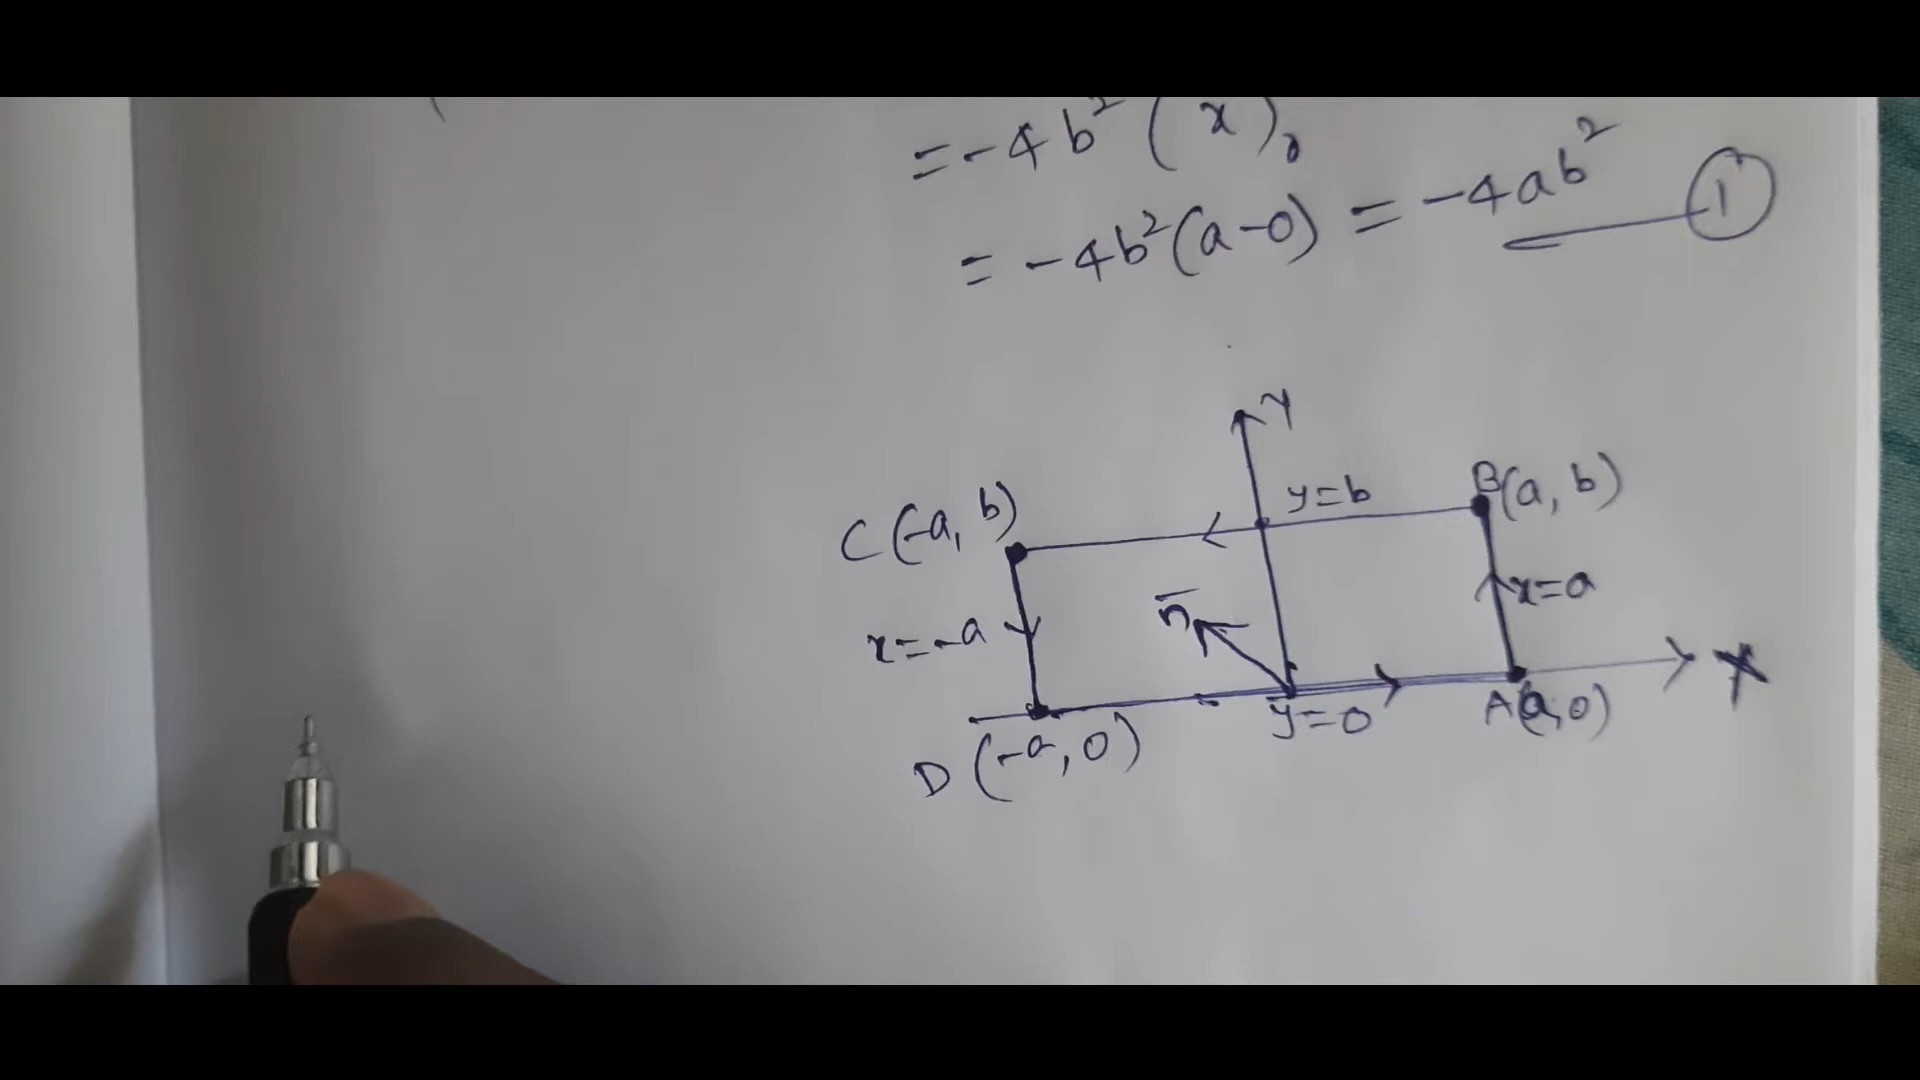 = -4b² (x)₀
= -4b²(a-0) = -4ab² ①
Y
C (-a, b)
y=b
B(a, b)
x=-a
n̄
x=a
X
D (-a, 0)
y=0
A(a,0)